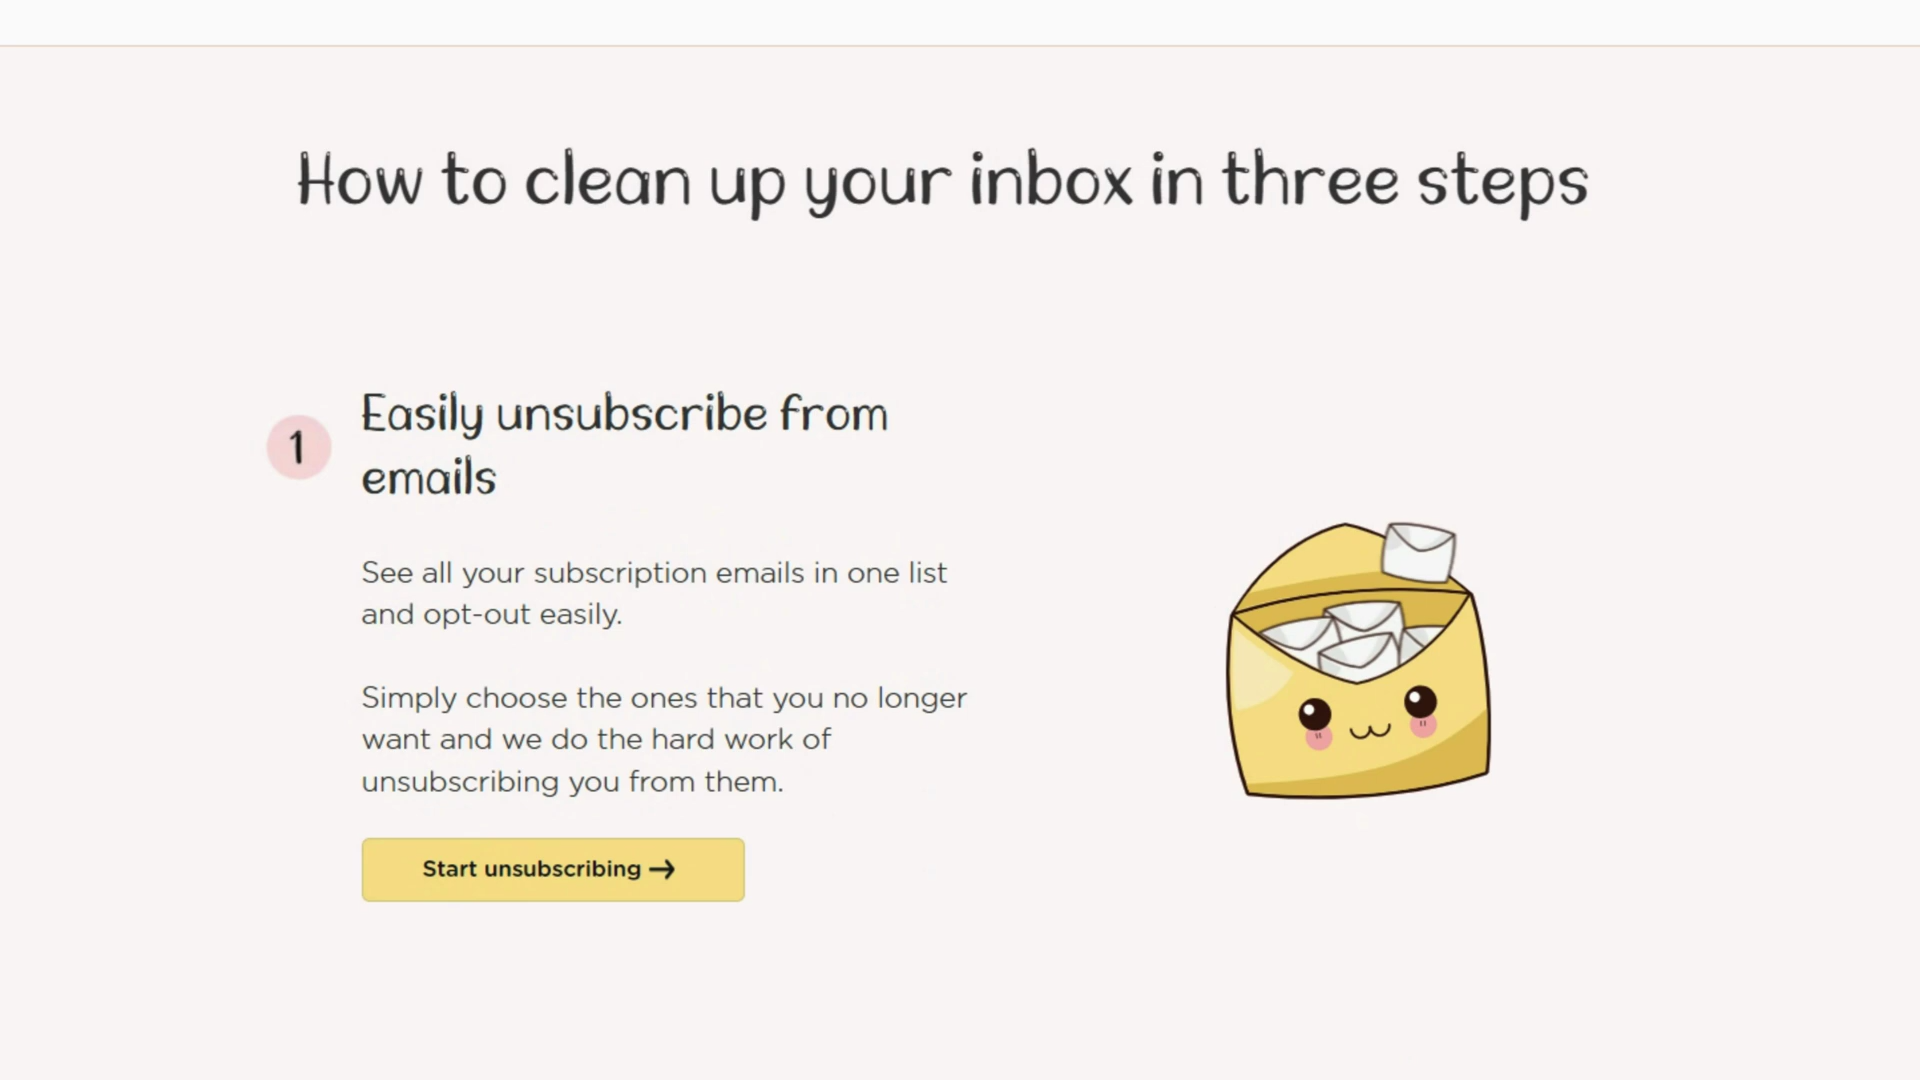 How to clean up your inbox in three steps
1
Easily unsubscribe from
emails
See all your subscription emails in one list
and opt-out easily.
Simply choose the ones that you no longer
want and we do the hard work of
unsubscribing you from them.
Start unsubscribing →